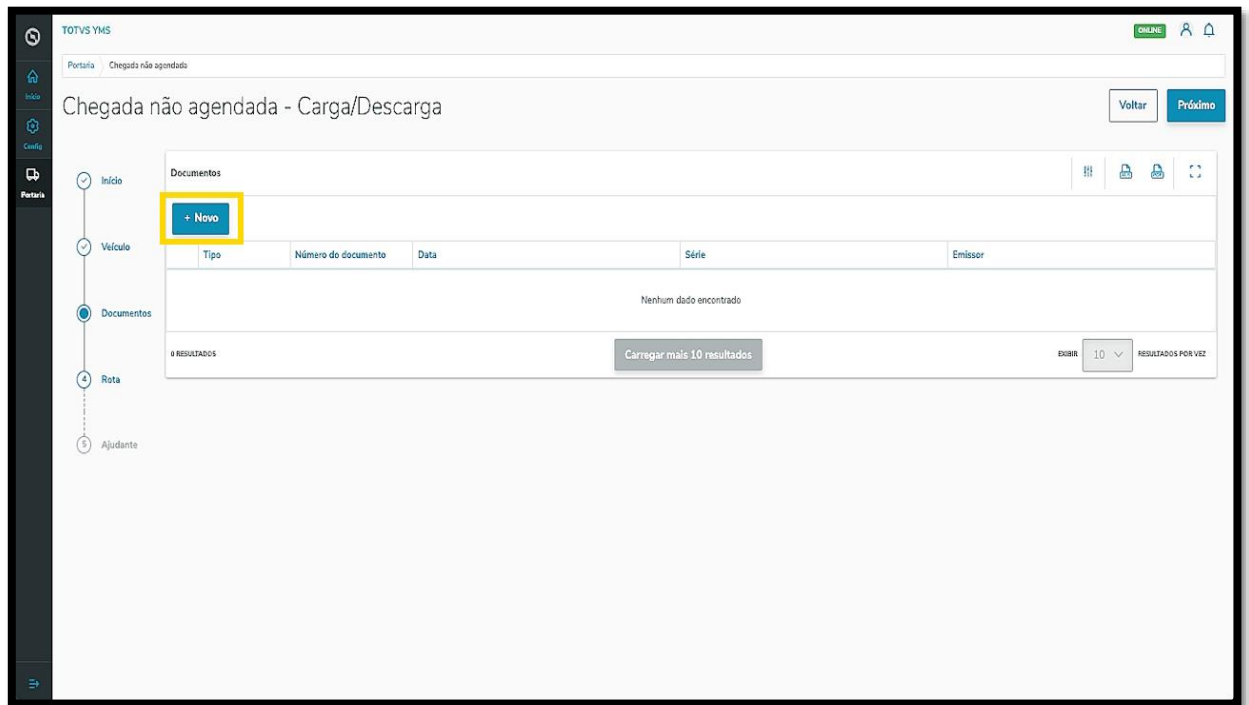 TOTVS YMS
ONLINE
Portaria Chegada não agendada
Início
Config
Portaria
Chegada não agendada - Carga/Descarga
Voltar Próximo
Início
Veículo
Documentos
4 Rota
5 Ajudante
Documentos
+ Novo
Tipo Número do documento Data Série Emissor
Nenhum dado encontrado
0 RESULTADOS Carregar mais 10 resultados EXIBIR 10 RESULTADOS POR VEZ